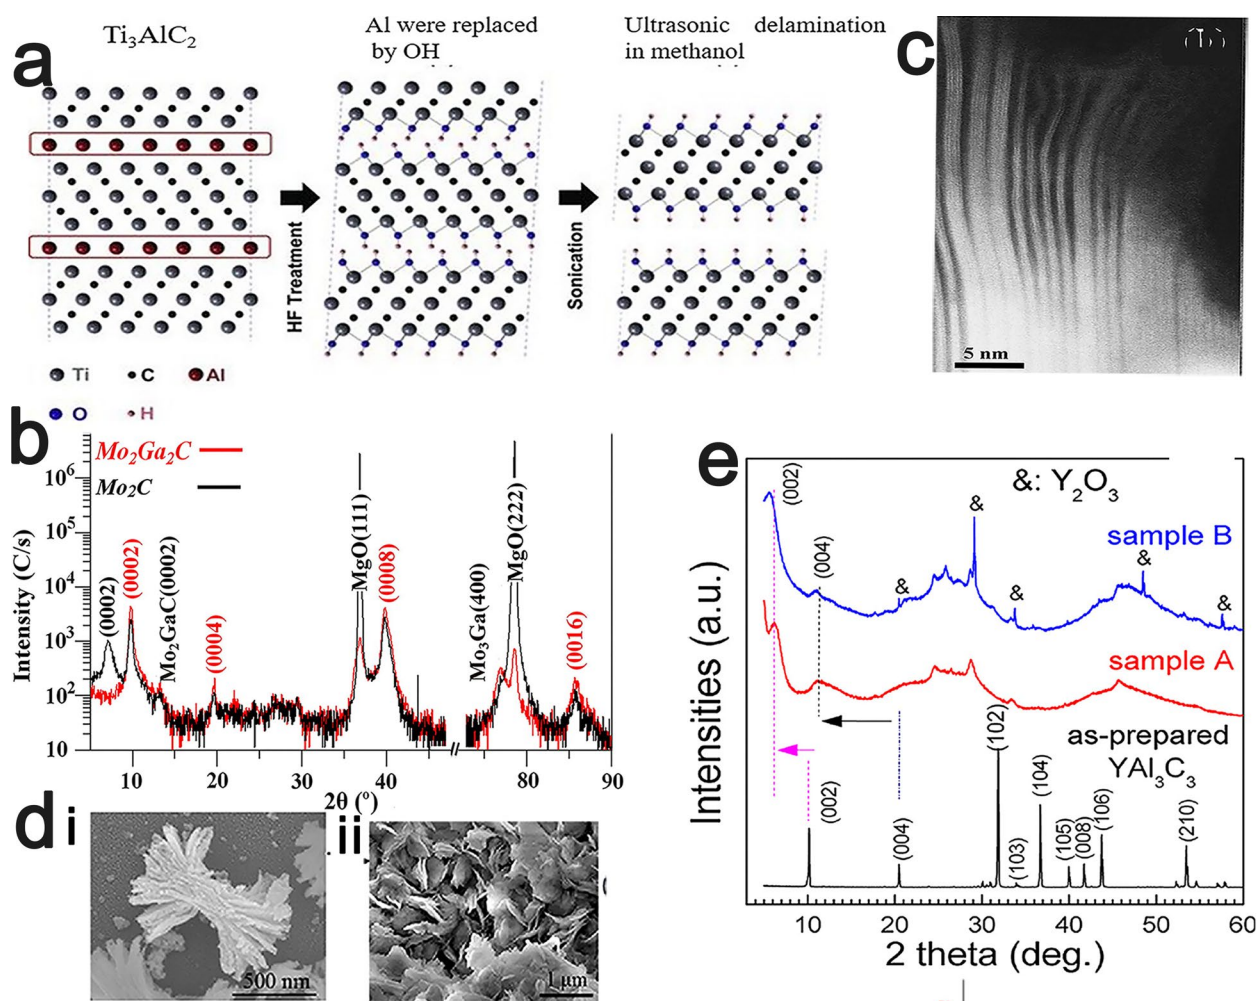 a
Ti3AlC2
Al were replaced
by OH
Ultrasonic delamination
in methanol
HF Treatment
Sonication
Ti
C
Al
O
H
c
5 nm
b
Mo2Ga2C
Mo2C
Intensity (C/s)
10^6
10^5
10^4
10^3
10^2
10
(0002)
(0002)
Mo2GaC(0002)
(0004)
MgO(111)
(0008)
Mo3Ga(400)
MgO(222)
(0016)
10
20
30
40
80
90
2θ (°)
d
i
500 nm
ii
1 μm
e
&: Y2O3
(002)
(004)
&
&
&
&
&
sample B
sample A
as-prepared
YAl3C3
(002)
(004)
(102)
(103)
(104)
(105)
(008)
(106)
(210)
Intensities (a.u.)
10
20
30
40
50
60
2 theta (deg.)